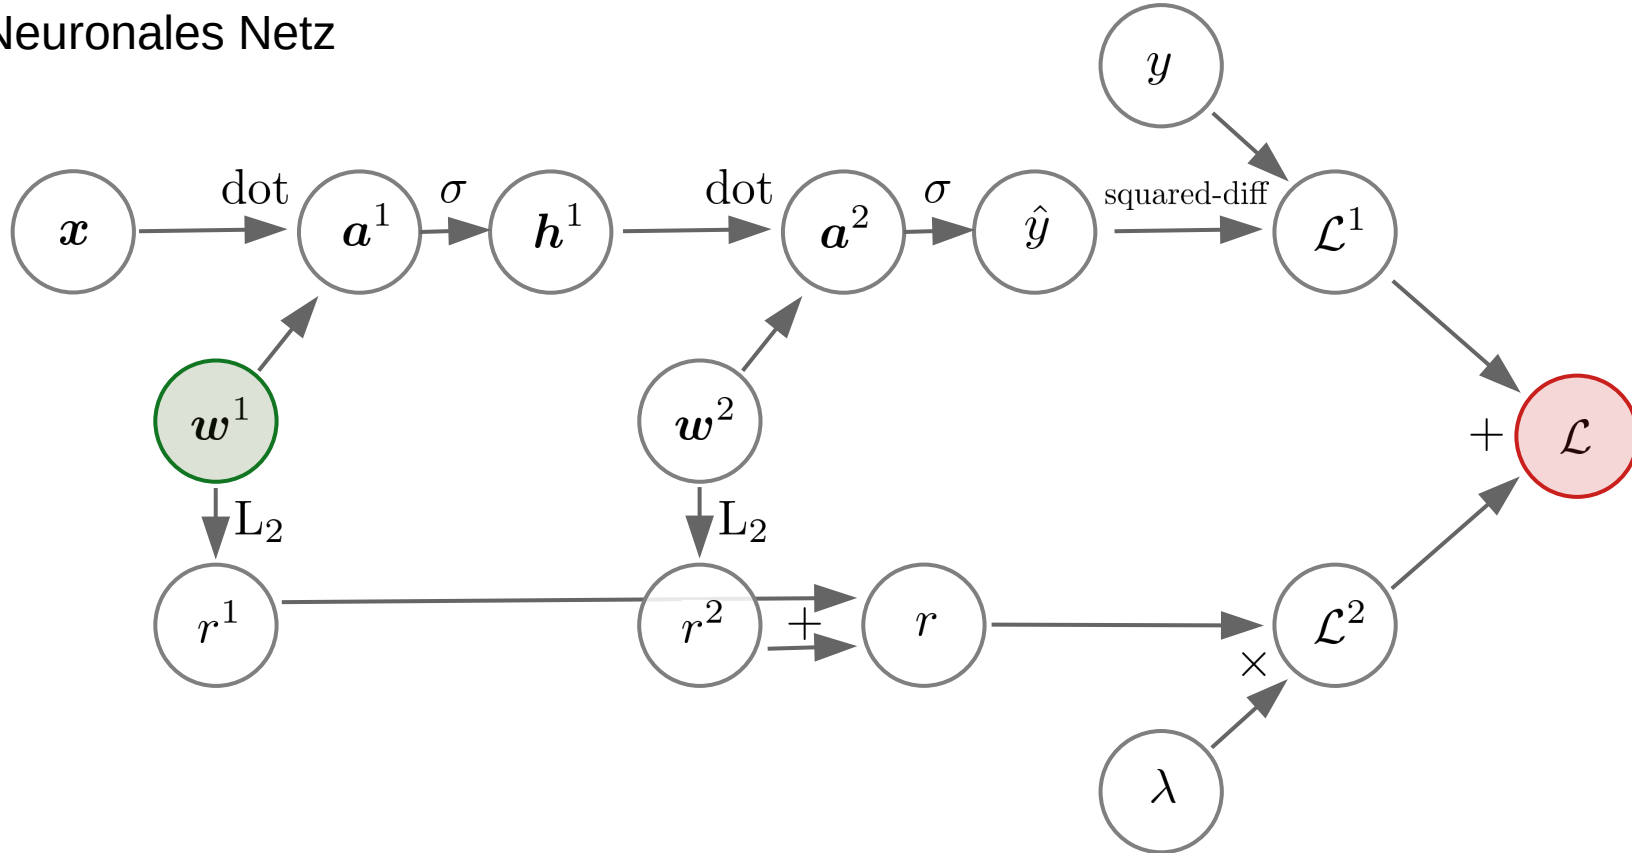 Neuronales Netz
y
dot σ dot σ squared-diff
x a¹ h¹ a² ŷ ℒ¹
w¹ w² + ℒ
L₂ L₂
r¹ r² + r ℒ²
×
λ